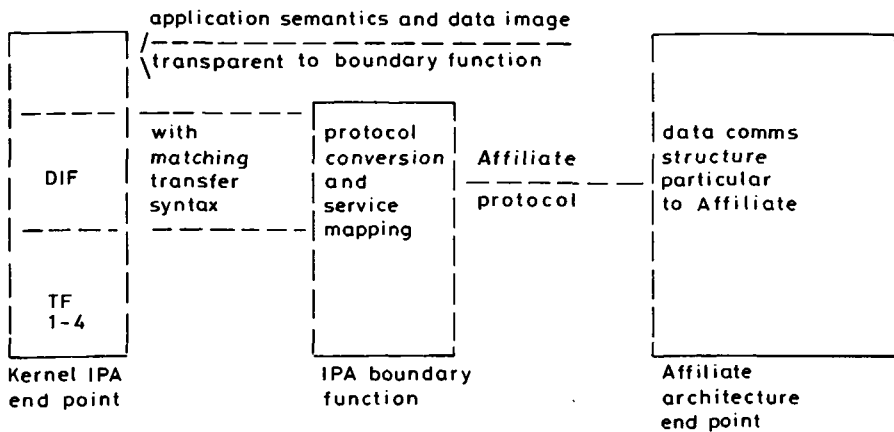 application semantics and data image
transparent to boundary function
with
matching
transfer
syntax
DIF
TF
1-4
protocol
conversion
and
service
mapping
Affiliate
protocol
data comms
structure
particular
to Affiliate
Kernel IPA
end point
IPA boundary
function
Affiliate
architecture
end point